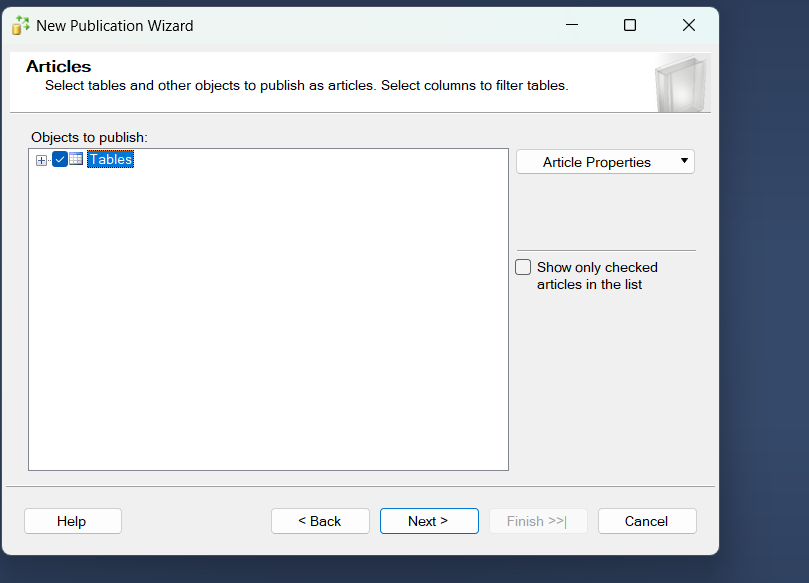 New Publication Wizard
Articles
Select tables and other objects to publish as articles. Select columns to filter tables.
Objects to publish:
Tables
Article Properties
Show only checked
articles in the list
Help
< Back
Next >
Finish >>|
Cancel